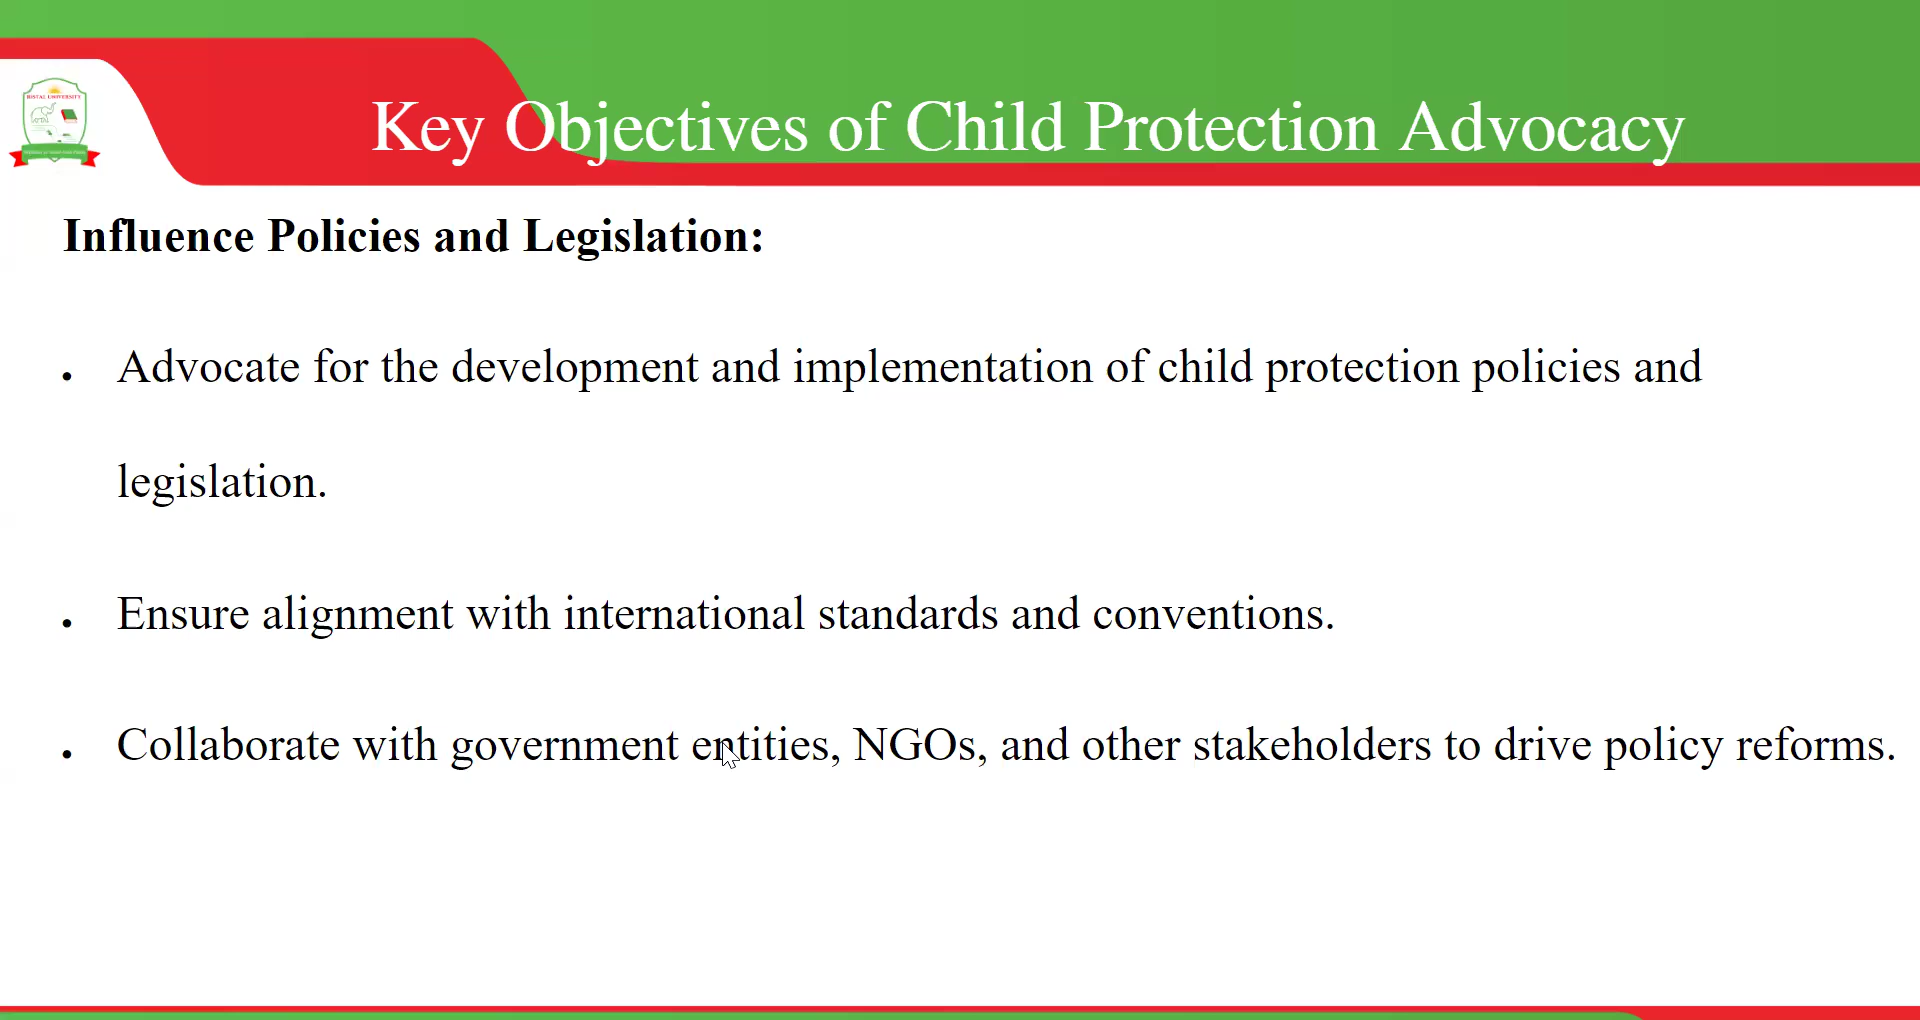 Key Objectives of Child Protection Advocacy
Influence Policies and Legislation:
• Advocate for the development and implementation of child protection policies and
legislation.
• Ensure alignment with international standards and conventions.
• Collaborate with government entities, NGOs, and other stakeholders to drive policy reforms.